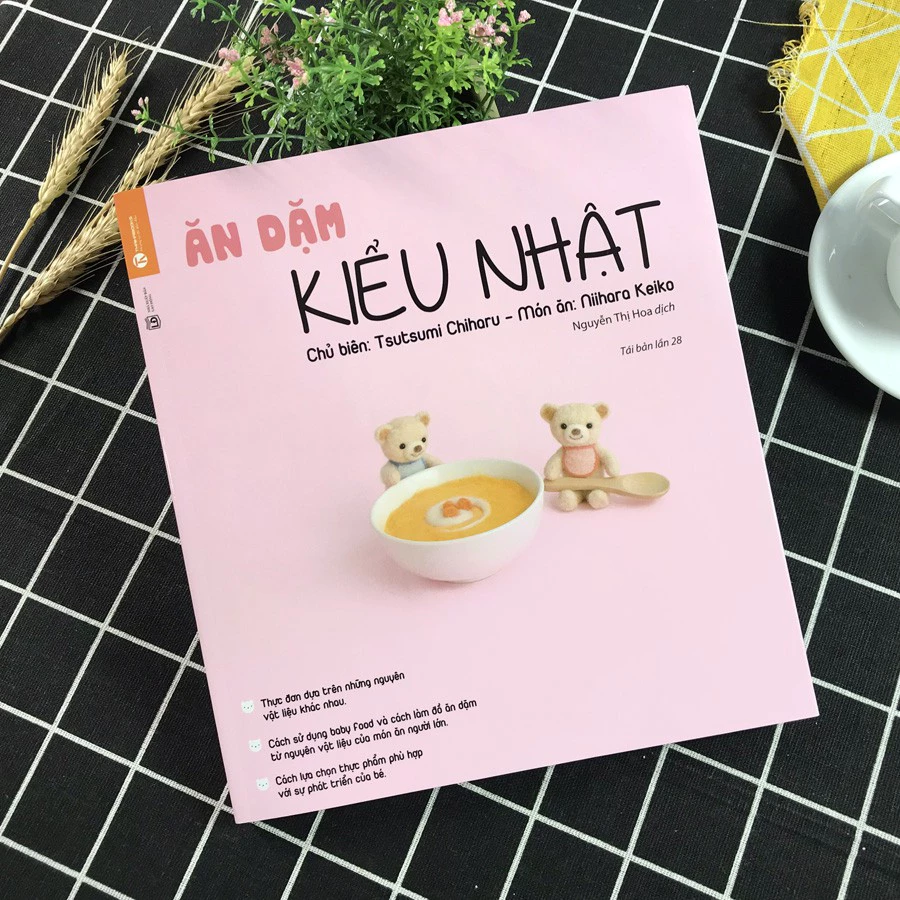 ĂN DẶM
KIỂU NHẬT
Chủ biên: Tsutsumi Chiharu - Món ăn: Niihara Keiko
Nguyễn Thị Hoa dịch
Tái bản lần 28
Thực đơn dựa trên những nguyên
vật liệu khác nhau.
Cách sử dụng baby food và cách làm đồ ăn dặm
từ nguyên vật liệu của món ăn người lớn.
Cách lựa chọn thực phẩm phù hợp
với sự phát triển của bé.